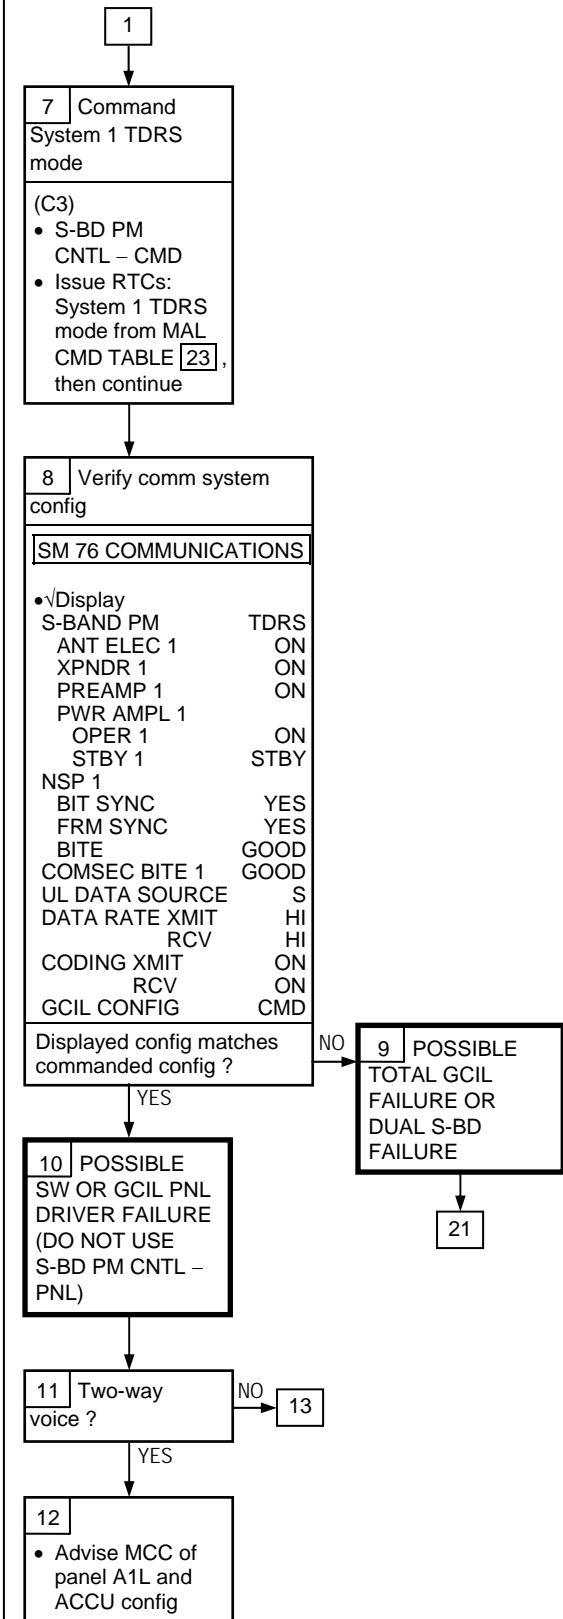 1
7 Command
System 1 TDRS
mode
(C3)
• S-BD PM
CNTL – CMD
• Issue RTCs:
System 1 TDRS
mode from MAL
CMD TABLE 23 ,
then continue
8 Verify comm system
config
SM 76 COMMUNICATIONS
•√Display
S-BAND PM TDRS
ANT ELEC 1 ON
XPNDR 1 ON
PREAMP 1 ON
PWR AMPL 1
OPER 1 ON
STBY 1 STBY
NSP 1
BIT SYNC YES
FRM SYNC YES
BITE GOOD
COMSEC BITE 1 GOOD
UL DATA SOURCE S
DATA RATE XMIT HI
RCV HI
CODING XMIT ON
RCV ON
GCIL CONFIG CMD
Displayed config matches
commanded config ?
NO
9 POSSIBLE
TOTAL GCIL
FAILURE OR
DUAL S-BD
FAILURE
21
YES
10 POSSIBLE
SW OR GCIL PNL
DRIVER FAILURE
(DO NOT USE
S-BD PM CNTL –
PNL)
11 Two-way
voice ?
NO
13
YES
12
• Advise MCC of
panel A1L and
ACCU config